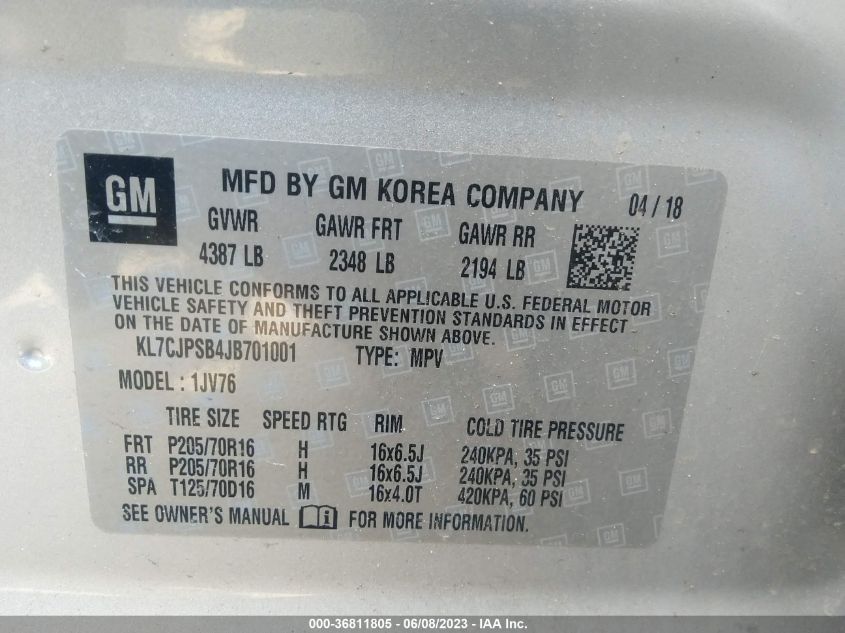 GM MFD BY GM KOREA COMPANY 04 / 18
GVWR GAWR FRT GAWR RR
4387 LB 2348 LB 2194 LB
THIS VEHICLE CONFORMS TO ALL APPLICABLE U.S. FEDERAL MOTOR
VEHICLE SAFETY AND THEFT PREVENTION STANDARDS IN EFFECT
ON THE DATE OF MANUFACTURE SHOWN ABOVE.
KL7CJPSB4JB701001 TYPE: MPV
MODEL : 1JV76
TIRE SIZE SPEED RTG RIM COLD TIRE PRESSURE
FRT P205/70R16 H 16x6.5J 240KPA, 35 PSI
RR P205/70R16 H 16x6.5J 240KPA, 35 PSI
SPA T125/70D16 M 16x4.0T 420KPA, 60 PSI
SEE OWNER'S MANUAL FOR MORE INFORMATION.
000-36811805 - 06/08/2023 - IAA Inc.